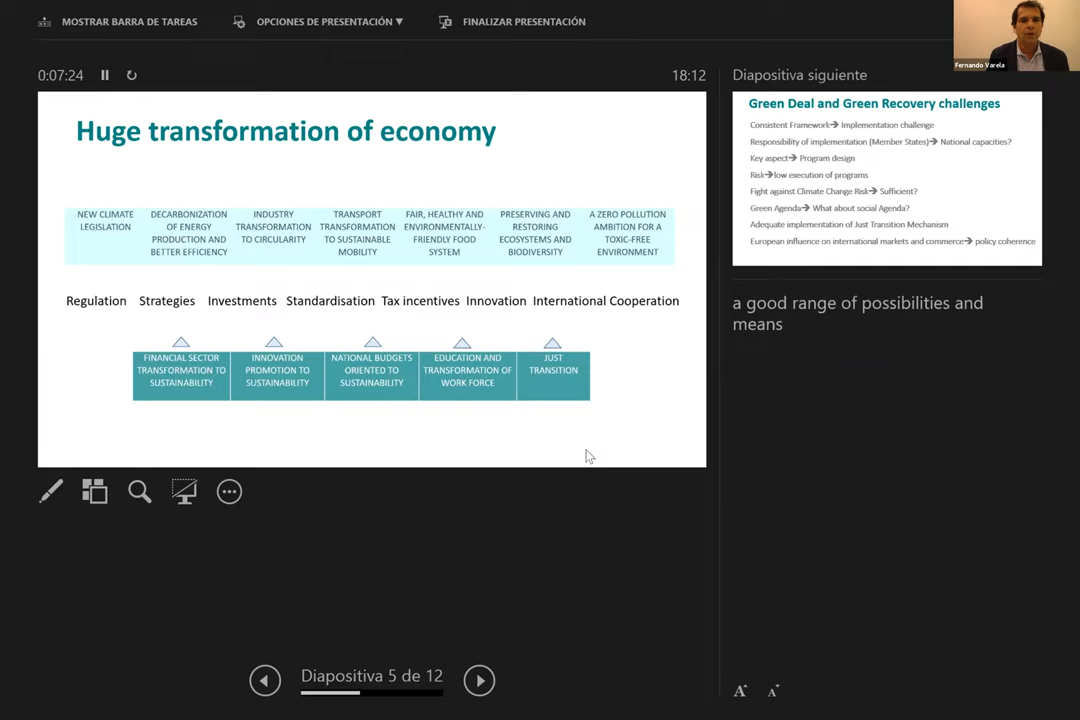 MOSTRAR BARRA DE TAREAS
OPCIONES DE PRESENTACIÓN ▼
FINALIZAR PRESENTACIÓN
Fernando Varela
0:07:24
18:12
Huge transformation of economy
NEW CLIMATE
LEGISLATION
DECARBONIZATION
OF ENERGY
PRODUCTION AND
BETTER EFFICIENCY
INDUSTRY
TRANSFORMATION
TO CIRCULARITY
TRANSPORT
TRANSFORMATION
TO SUSTAINABLE
MOBILITY
FAIR, HEALTHY AND
ENVIRONMENTALLY-
FRIENDLY FOOD
SYSTEM
PRESERVING AND
RESTORING
ECOSYSTEMS AND
BIODIVERSITY
A ZERO POLLUTION
AMBITION FOR A
TOXIC-FREE
ENVIRONMENT
Regulation Strategies Investments Standardisation Tax incentives Innovation International Cooperation
FINANCIAL SECTOR
TRANSFORMATION TO
SUSTAINABILITY
INNOVATION
PROMOTION TO
SUSTAINABILITY
NATIONAL BUDGETS
ORIENTED TO
SUSTAINABILITY
EDUCATION AND
TRANSFORMATION OF
WORK FORCE
JUST
TRANSITION
Diapositiva 5 de 12
Diapositiva siguiente
Green Deal and Green Recovery challenges
Consistent Framework➔ Implementation challenge
Responsibility of implementation (Member States)➔ National capacities?
Key aspect➔ Program design
Risk➔low execution of programs
Fight against Climate Change Risk➔ Sufficient?
Green Agenda➔ What about social Agenda?
Adequate implementation of Just Transition Mechanism
European influence on international markets and commerce➔ policy coherence
a good range of possibilities and
means
A A